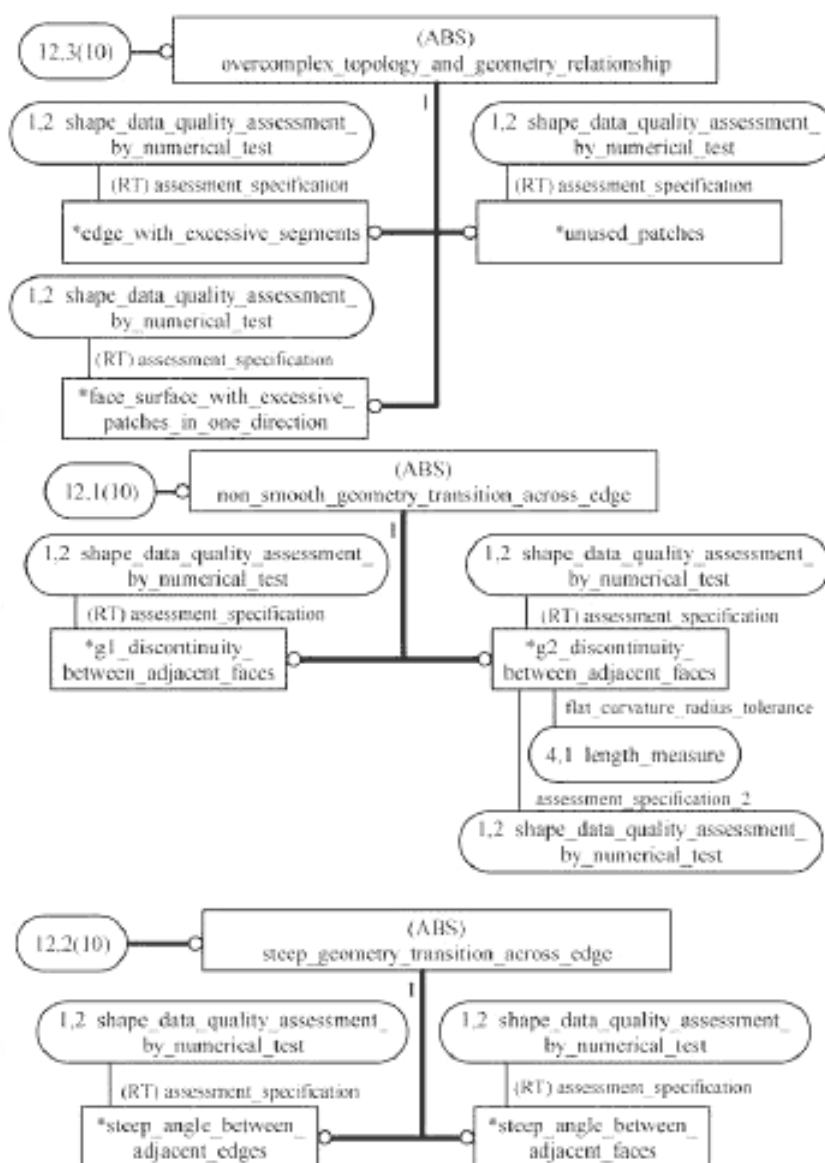 12,3(10)
(ABS)
overcomplex_topology_and_geometry_relationship
1
1,2 shape_data_quality_assessment_
by_numerical_test
1,2 shape_data_quality_assessment_
by_numerical_test
(RT) assessment_specification
(RT) assessment_specification
*edge_with_excessive_segments
*unused_patches
1,2 shape_data_quality_assessment_
by_numerical_test
(RT) assessment_specification
*face_surface_with_excessive_
patches_in_one_direction
12,1(10)
(ABS)
non_smooth_geometry_transition_across_edge
1
1,2 shape_data_quality_assessment_
by_numerical_test
1,2 shape_data_quality_assessment_
by_numerical_test
(RT) assessment_specification
(RT) assessment_specification
*g1_discontinuity_
between_adjacent_faces
*g2_discontinuity_
between_adjacent_faces
flat_curvature_radius_tolerance
4,1 length_measure
assessment_specification_2
1,2 shape_data_quality_assessment_
by_numerical_test
12,2(10)
(ABS)
steep_geometry_transition_across_edge
1
1,2 shape_data_quality_assessment_
by_numerical_test
1,2 shape_data_quality_assessment_
by_numerical_test
(RT) assessment_specification
(RT) assessment_specification
*steep_angle_between_
adjacent_edges
*steep_angle_between_
adjacent_faces